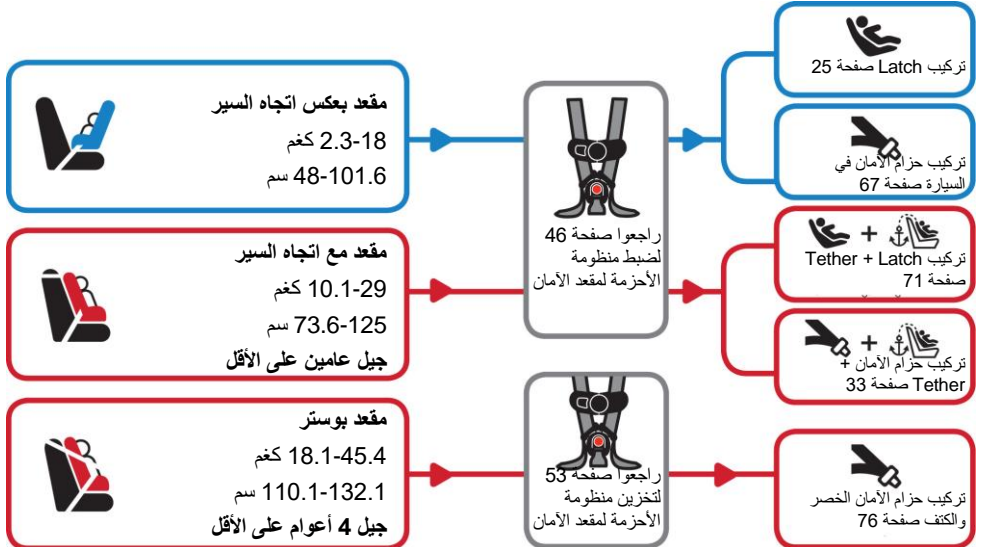 مقعد بعكس اتجاه السير
2.3-18 كغم
48-101.6 سم
مقعد مع اتجاه السير
10.1-29 كغم
73.6-125 سم
جيل عامين على الأقل
مقعد بوستر
18.1-45.4 كغم
110.1-132.1 سم
جيل 4 أعوام على الأقل
راجعوا صفحة 46
لضبط منظومة
الأحزمة لمقعد الأمان
راجعوا صفحة 53
لتخزين منظومة
الأحزمة لمقعد الأمان
تركيب Latch صفحة 25
تركيب حزام الأمان في
السيارة صفحة 67
تركيب Tether + Latch
صفحة 71
تركيب حزام الأمان +
Tether صفحة 33
تركيب حزام الأمان الخصر
والكتف صفحة 76